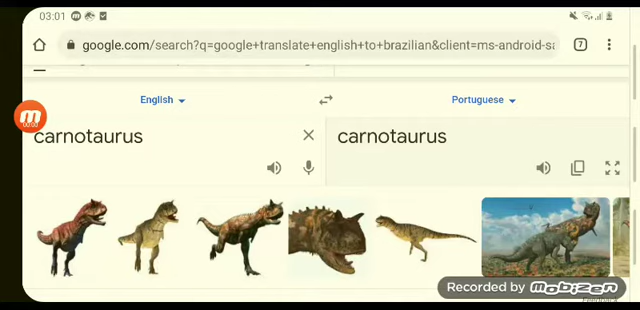 03:01
google.com/search?q=google+translate+english+to+brazilian&client=ms-android-sa
7
English
Portuguese
carnotaurus
carnotaurus
Recorded by
MOBIZEN
Feedback